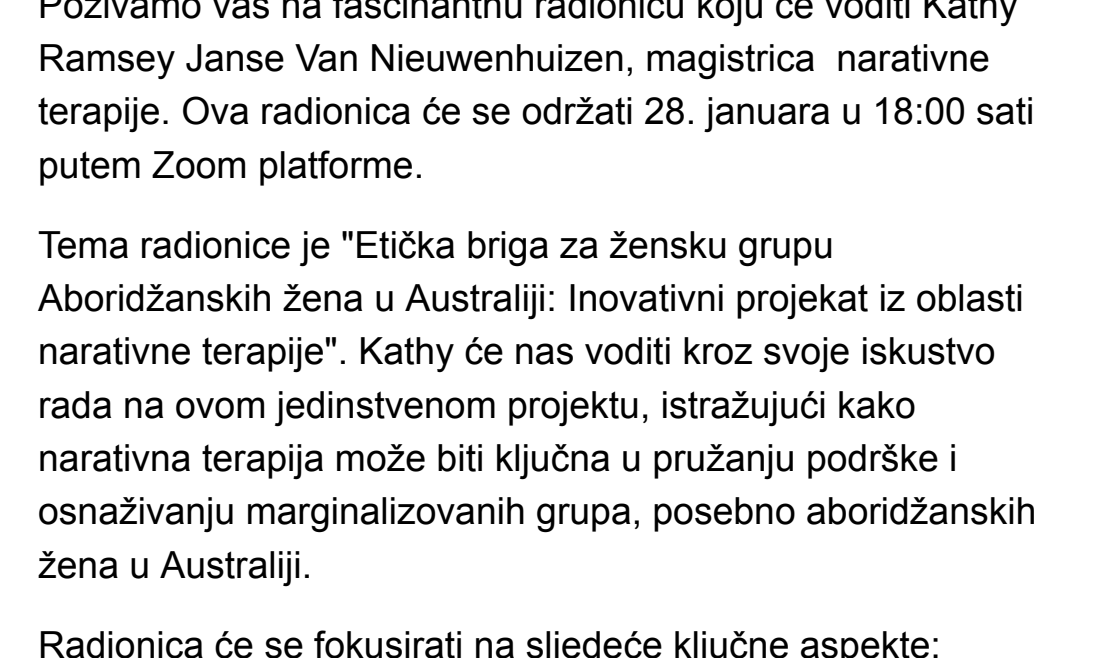 Pozivamo vas na fascinantnu radionicu koju će voditi Kathy
Ramsey Janse Van Nieuwenhuizen, magistrica  narativne
terapije. Ova radionica će se održati 28. januara u 18:00 sati
putem Zoom platforme.
Tema radionice je "Etička briga za žensku grupu
Aboridžanskih žena u Australiji: Inovativni projekat iz oblasti
narativne terapije". Kathy će nas voditi kroz svoje iskustvo
rada na ovom jedinstvenom projektu, istražujući kako
narativna terapija može biti ključna u pružanju podrške i
osnaživanju marginalizovanih grupa, posebno aboridžanskih
žena u Australiji.
Radionica će se fokusirati na sljedeće ključne aspekte: